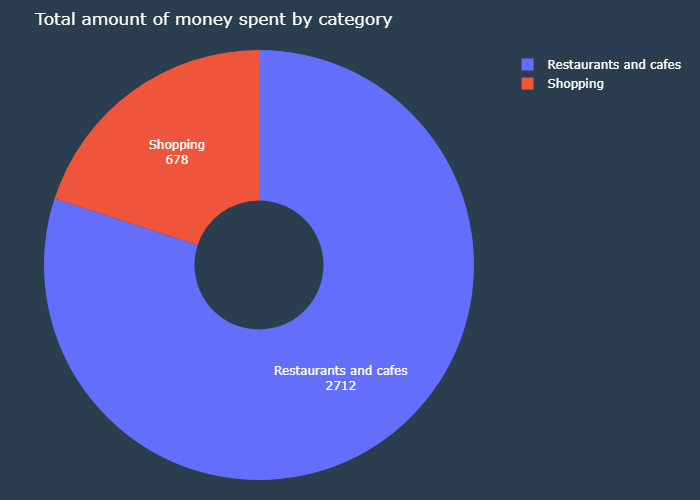 Total amount of money spent by category
Restaurants and cafes
Shopping
Shopping
678
Restaurants and cafes
2712